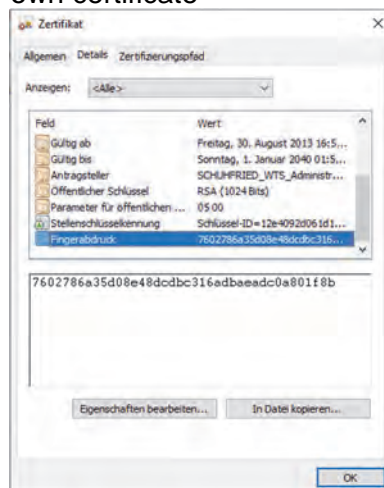 own certificate
Zertifikat
Allgemein Details Zertifizierungspfad
Anzeigen: <Alle>
Feld Wert
Gültig ab Freitag, 30. August 2013 16:5...
Gültig bis Sonntag, 1. Januar 2040 01:5...
Antragsteller SCHUHFRIED_WTS_Administr...
Öffentlicher Schlüssel RSA (1024 Bits)
Parameter für öffentlichen ... 05 00
Stellenschlüsselkennung Schlüssel-ID=12e4092d061d1...
Fingerabdruck 7602786a35d08e48dcdbc316...
7602786a35d08e48dcdbc316adbaeadc0a801f8b
Eigenschaften bearbeiten... In Datei kopieren...
OK